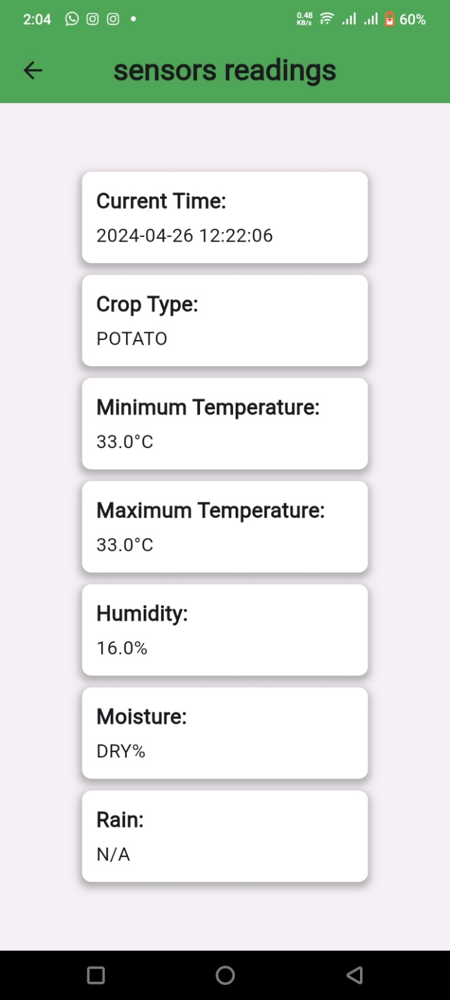 2:04 0.48 KB/s 60%
sensors readings
Current Time:
2024-04-26 12:22:06
Crop Type:
POTATO
Minimum Temperature:
33.0°C
Maximum Temperature:
33.0°C
Humidity:
16.0%
Moisture:
DRY%
Rain:
N/A